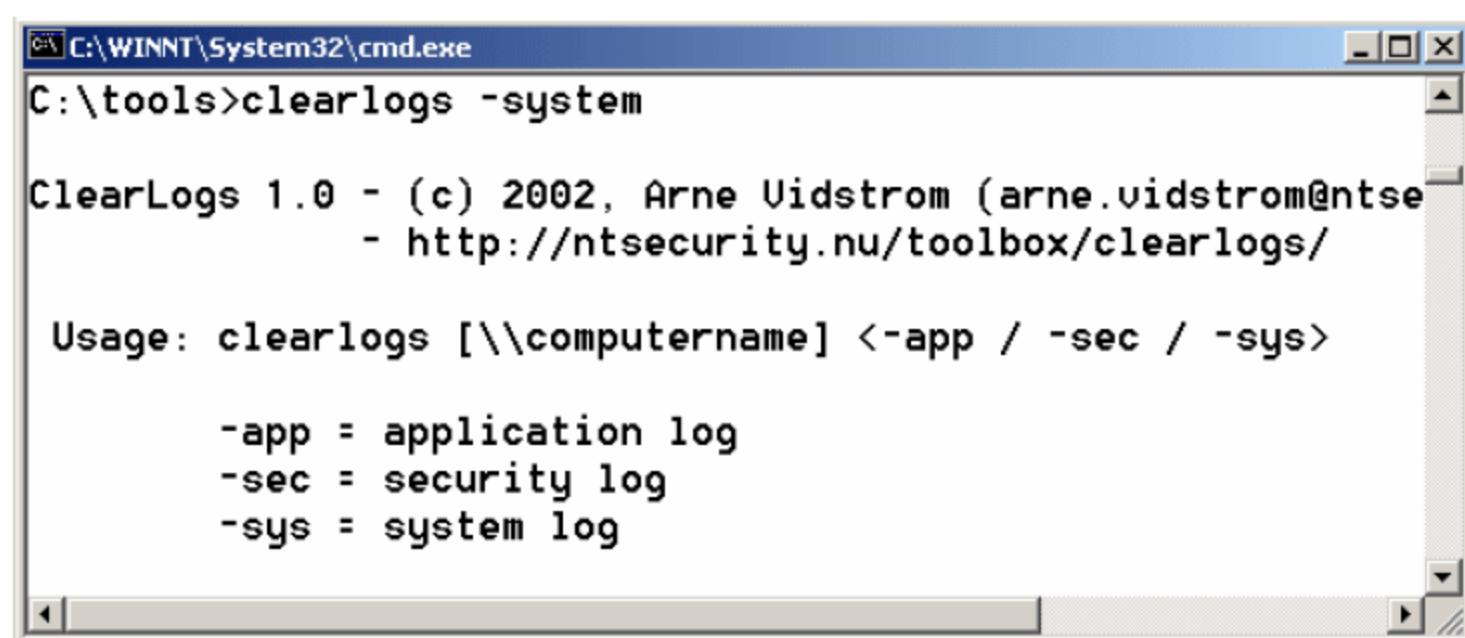 C:\WINNT\System32\cmd.exe
C:\tools>clearlogs -system
ClearLogs 1.0 - (c) 2002, Arne Vidstrom (arne.vidstrom@ntse
- http://ntsecurity.nu/toolbox/clearlogs/
Usage: clearlogs [\\computername] <-app / -sec / -sys>
-app = application log
-sec = security log
-sys = system log